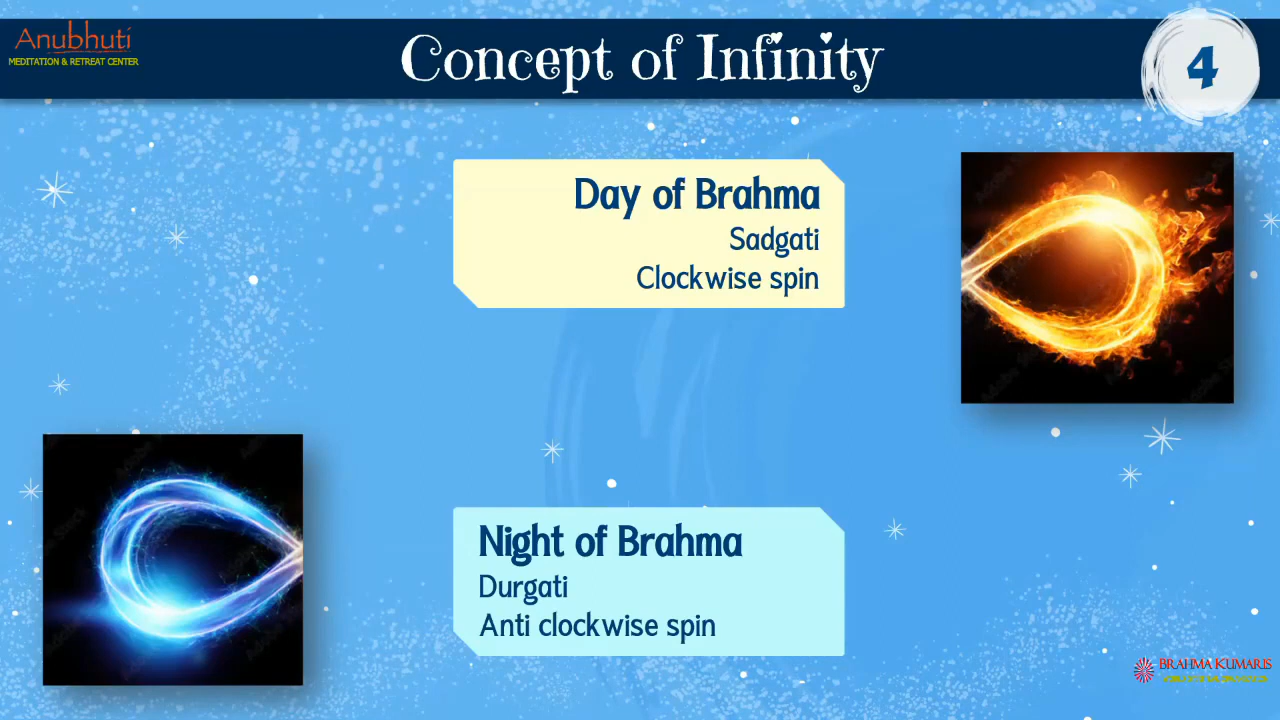 Anubhuti
MEDITATION & RETREAT CENTER
Concept of Infinity
4
Day of Brahma
Sadgati
Clockwise spin
Night of Brahma
Durgati
Anti clockwise spin
BRAHMA KUMARIS